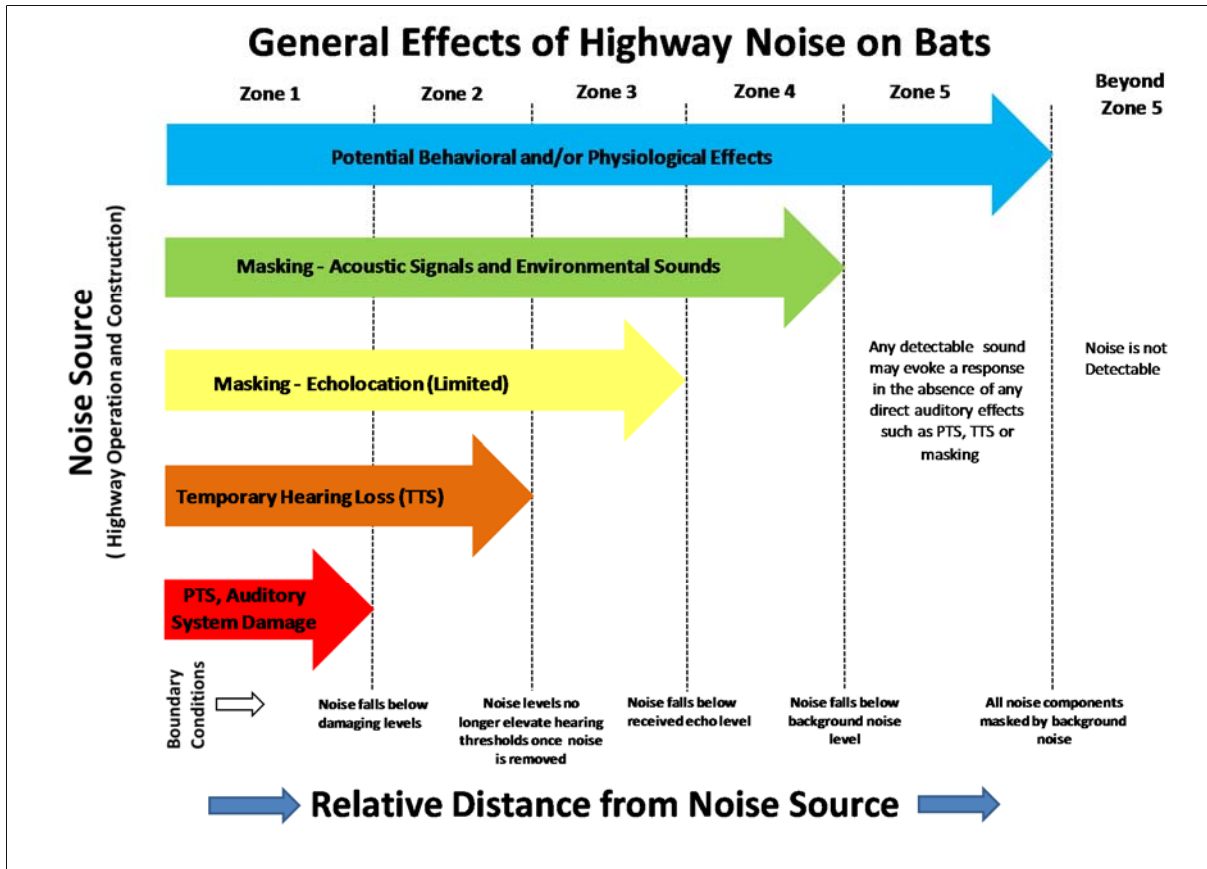 General Effects of Highway Noise on Bats
Zone 1
Zone 2
Zone 3
Zone 4
Zone 5
Beyond
Zone 5
Noise Source
( Highway Operation and Construction)
Potential Behavioral and/or Physiological Effects
Masking - Acoustic Signals and Environmental Sounds
Masking - Echolocation (Limited)
Temporary Hearing Loss (TTS)
PTS, Auditory
System Damage
Any detectable sound
may evoke a response
in the absence of any
direct auditory effects
such as PTS, TTS or
masking
Noise is not
Detectable
Boundary
Conditions
Noise falls below
damaging levels
Noise levels no
longer elevate hearing
thresholds once noise
is removed
Noise falls below
received echo level
Noise falls below
background noise
level
All noise components
masked by background
noise
Relative Distance from Noise Source